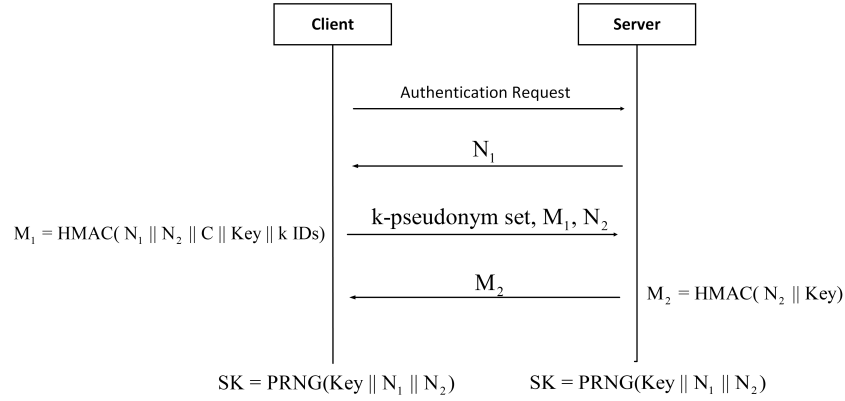 Client
Server
Authentication Request
N₁
k-pseudonym set, M₁, N₂
M₁ = HMAC( N₁ || N₂ || C || Key || k IDs)
M₂
M₂ = HMAC( N₂ || Key)
SK = PRNG(Key || N₁ || N₂)
SK = PRNG(Key || N₁ || N₂)